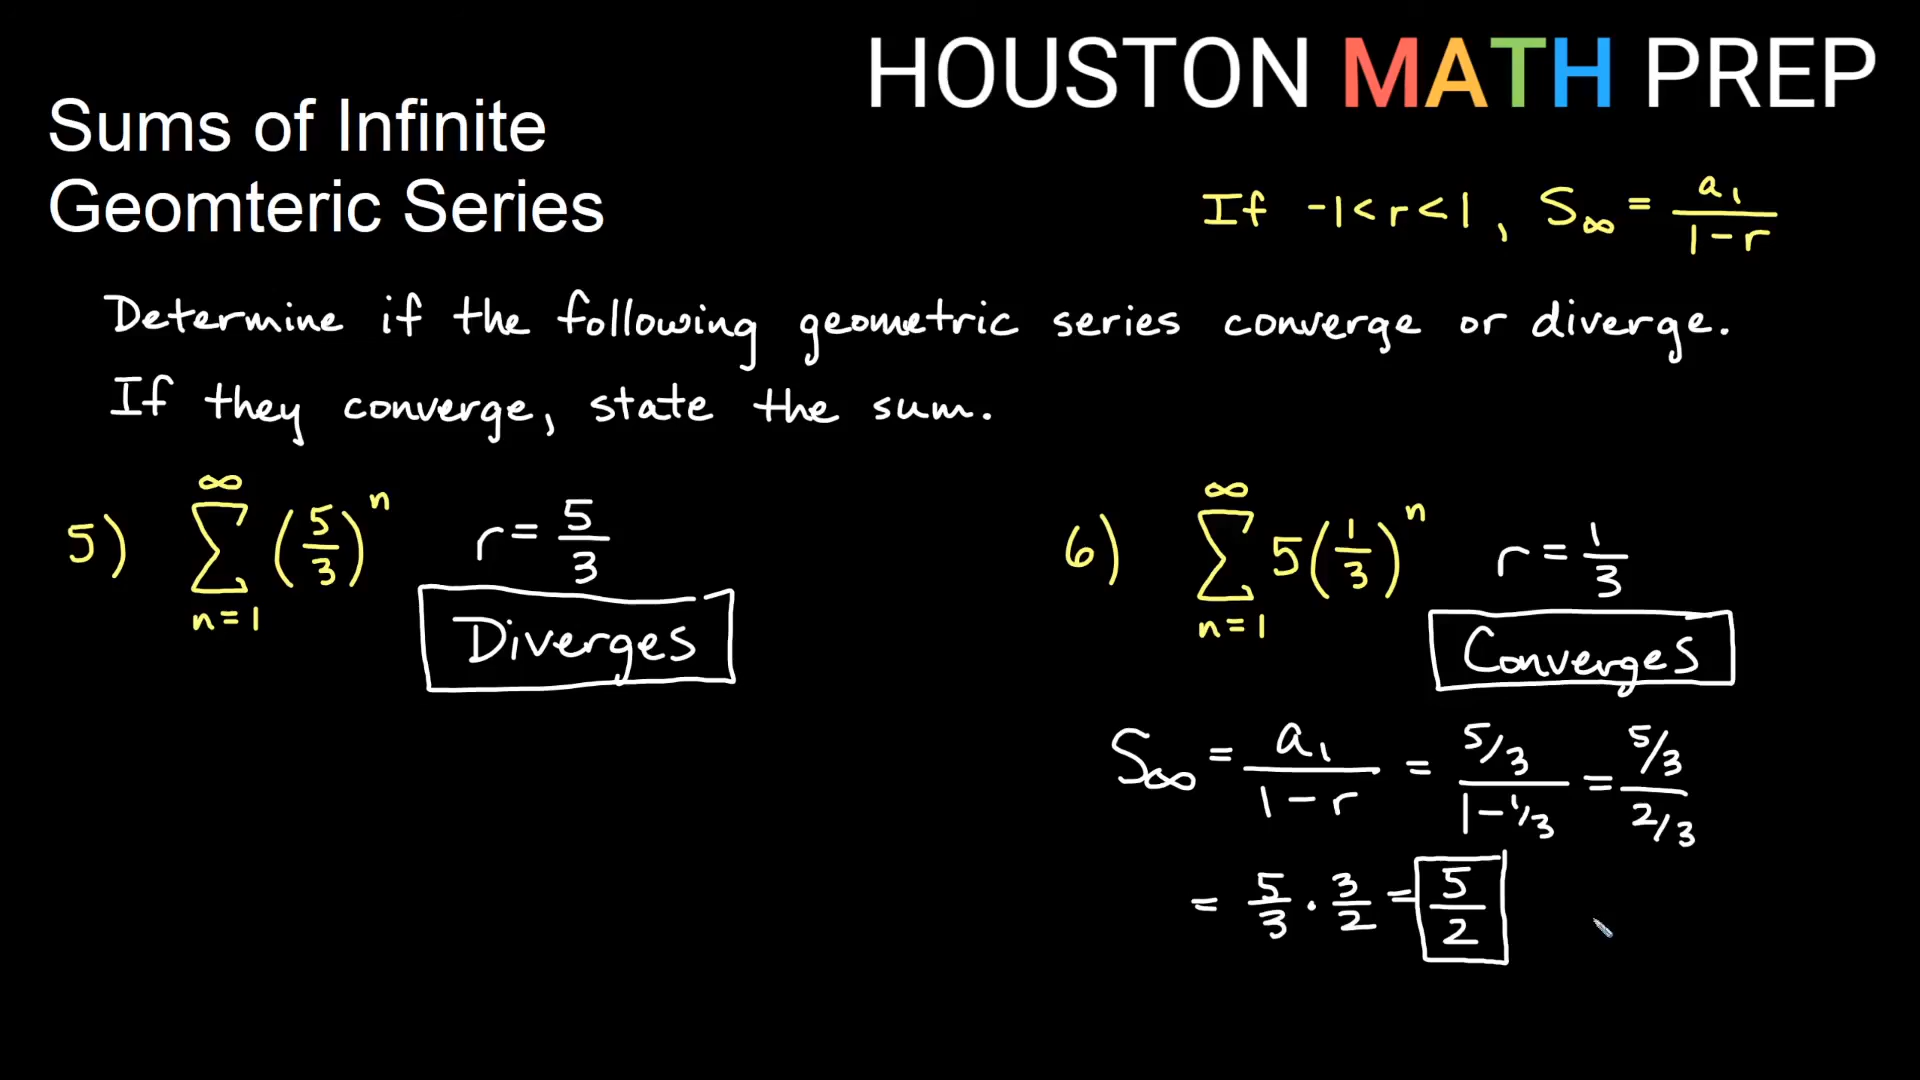 HOUSTON MATH PREP
Sums of Infinite
Geomteric Series
If -1<r<1, S∞ = a₁/(1-r)
Determine if the following geometric series converge or diverge.
If they converge, state the sum.
5) ∞ ∑ n=1 (5/3)ⁿ r = 5/3
Diverges
6) ∞ ∑ n=1 5(1/3)ⁿ r = 1/3
Converges
S∞ = a₁/(1-r) = (5/3)/(1-1/3) = (5/3)/(2/3)
= 5/3 · 3/2 = 5/2